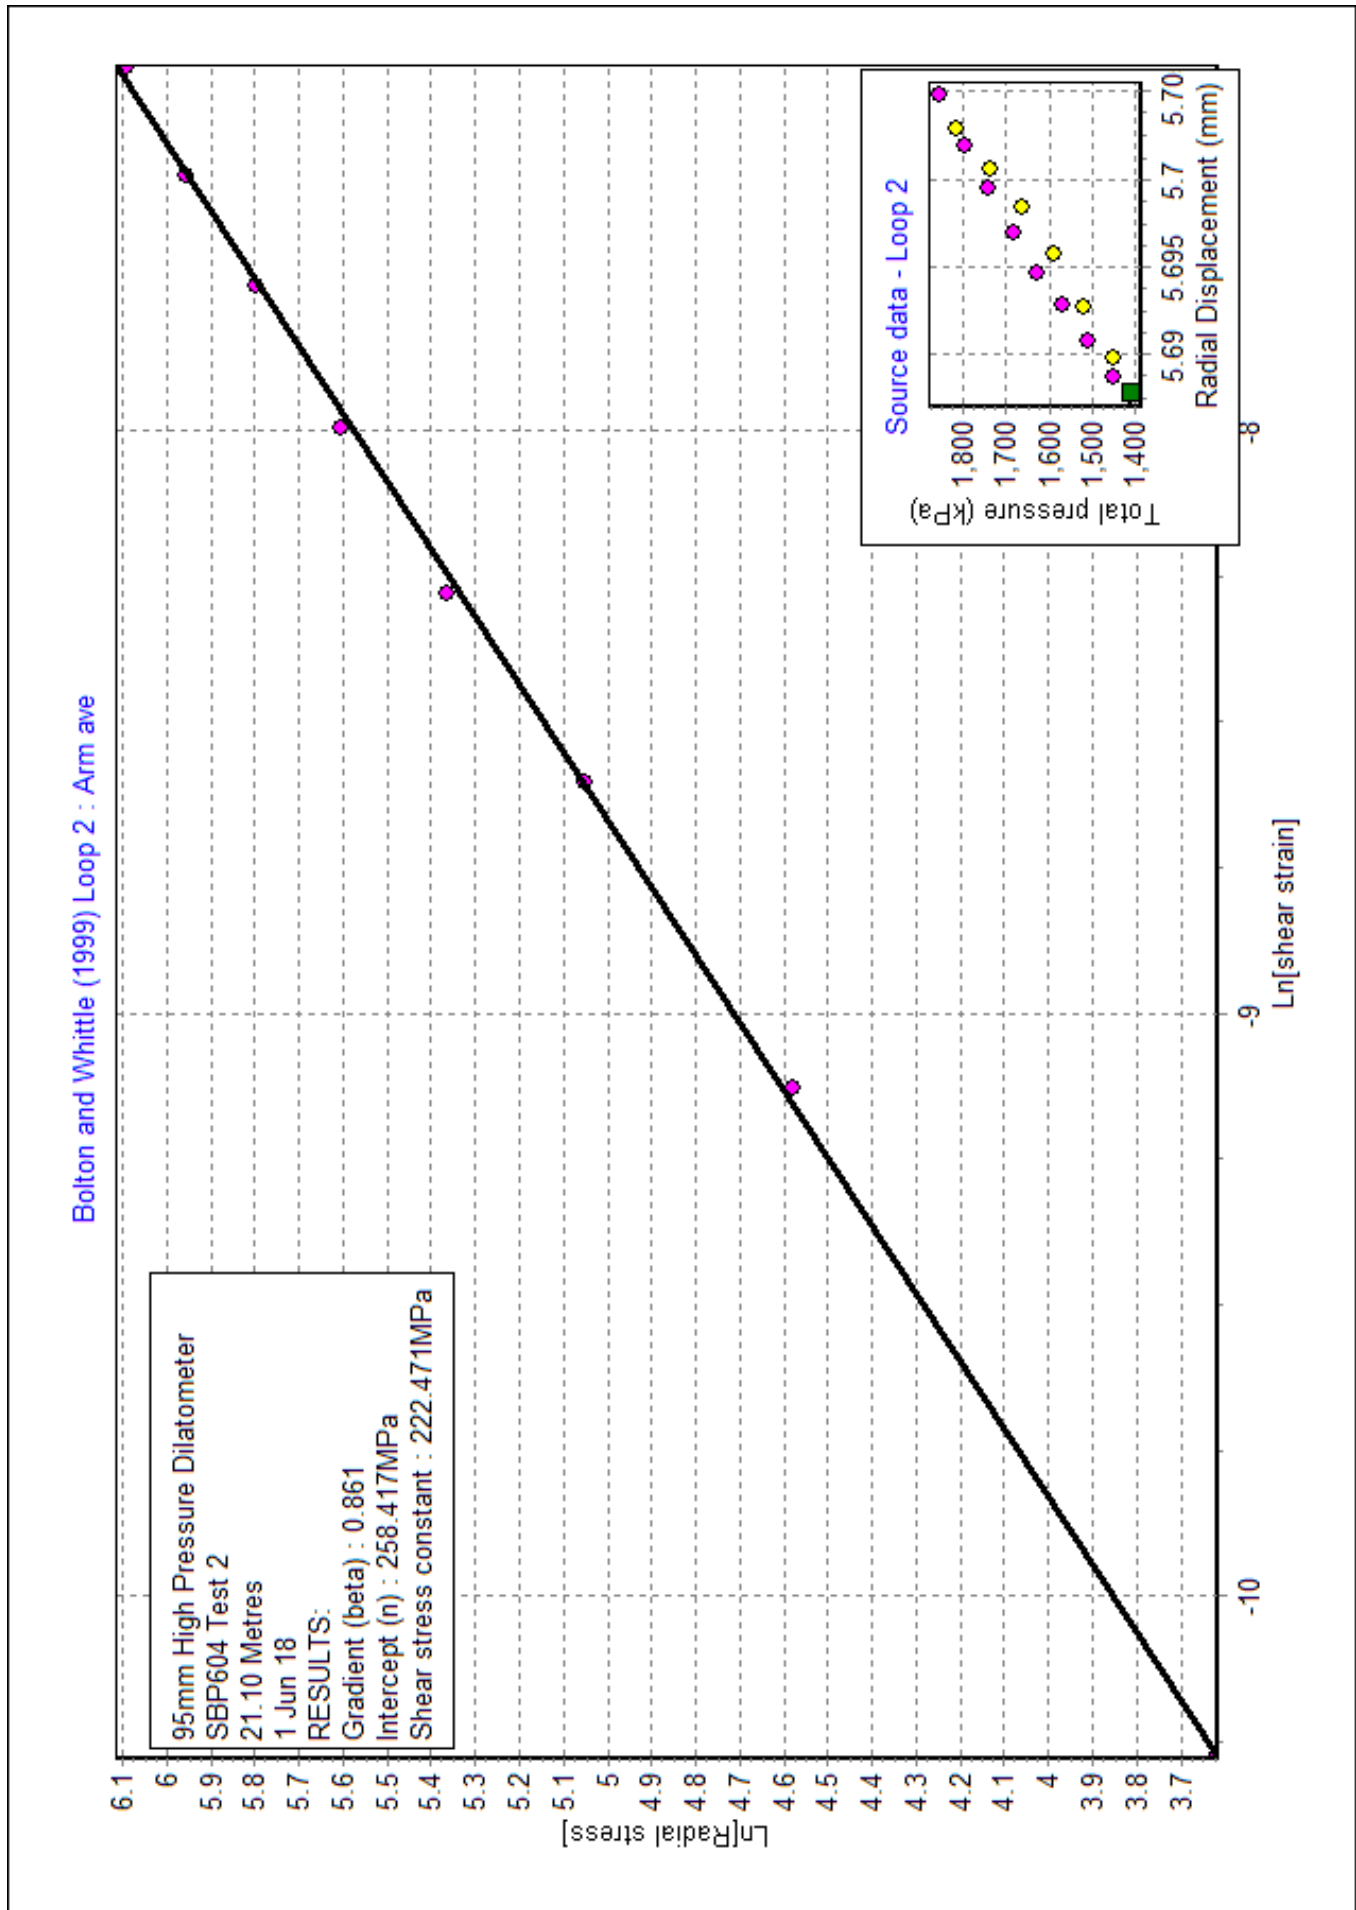 Bolton and Whittle (1999) Loop 2 : Arm ave
95mm High Pressure Dilatometer
SBP604 Test 2
21.10 Metres
1 Jun 18
RESULTS:
Gradient (beta) : 0.861
Intercept (n) : 258.417MPa
Shear stress constant : 222.471MPa
Ln[Radial stress]
6.1
6
5.9
5.8
5.7
5.6
5.5
5.4
5.3
5.2
5.1
5
4.9
4.8
4.7
4.6
4.5
4.4
4.3
4.2
4.1
4
3.9
3.8
3.7
-10
-9
-8
Ln[shear strain]
Source data - Loop 2
Total pressure (kPa)
1,800
1,700
1,600
1,500
1,400
5.69
5.695
5.7
5.70
Radial Displacement (mm)